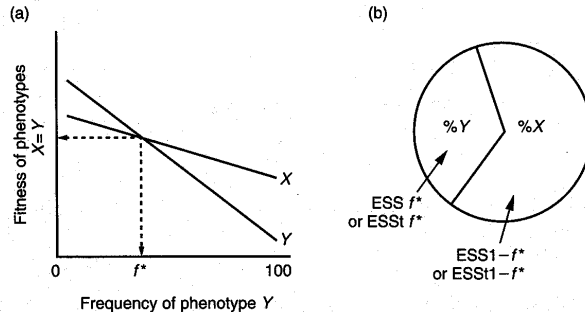 (a)
Fitness of phenotypes
X=Y
X
Y
0
f*
100
Frequency of phenotype Y
(b)
%Y
%X
ESS f*
or ESSt f*
ESS1–f*
or ESSt1–f*